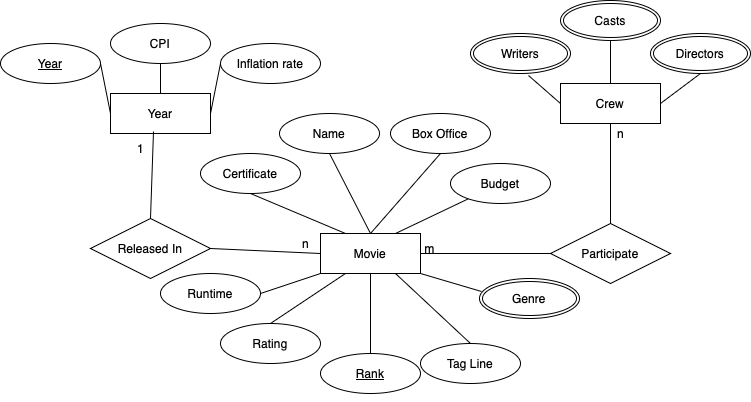 Casts
CPI
Writers
Directors
Year
Inflation rate
Year
Crew
Name
Box Office
n
1
Certificate
Budget
Released In
n
m
Movie
Participate
Runtime
Genre
Rating
Rank
Tag Line